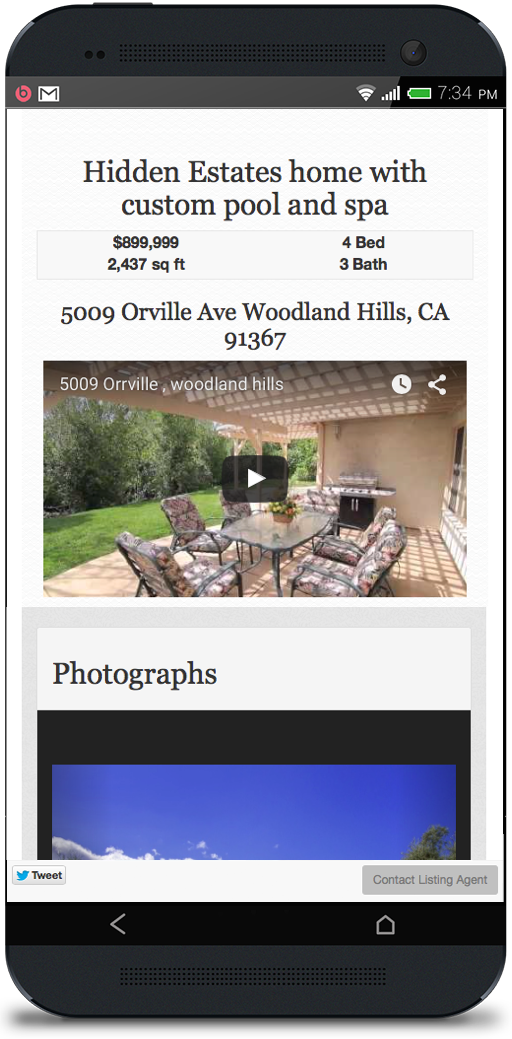 7:34 PM
Hidden Estates home with
custom pool and spa
$899,999 4 Bed
2,437 sq ft 3 Bath
5009 Orville Ave Woodland Hills, CA
91367
5009 Orrville , woodland hills
Photographs
Tweet Contact Listing Agent